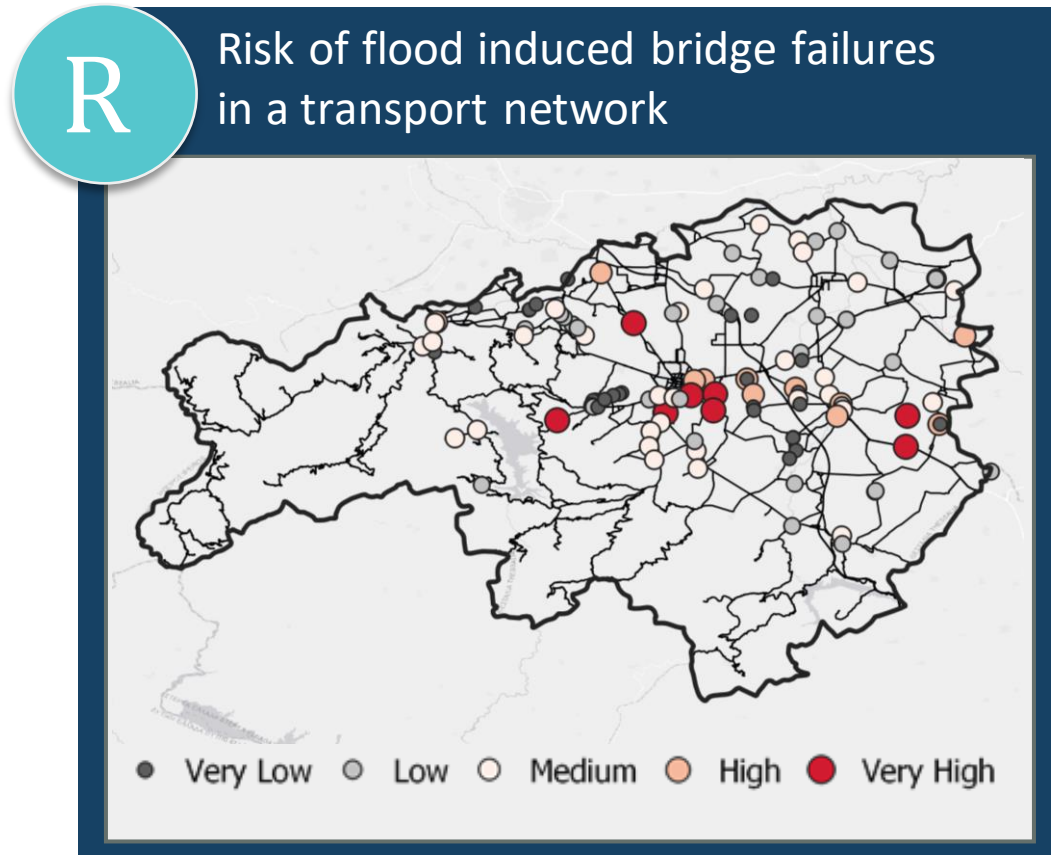 R
Risk of flood induced bridge failures
in a transport network
Very Low Low Medium High Very High